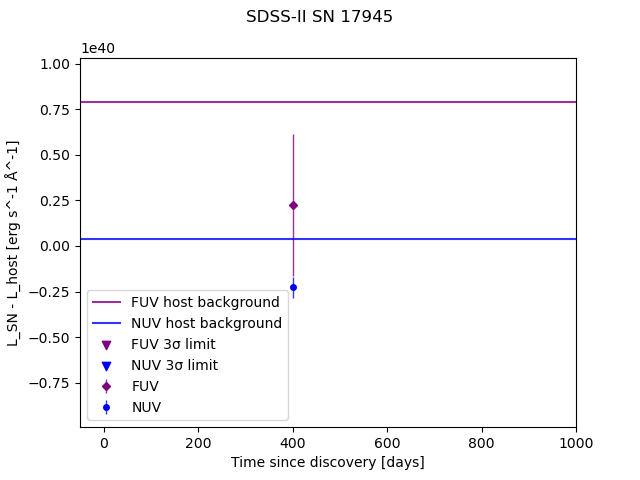 SDSS-II SN 17945
1e40
1.00
0.75
0.50
0.25
0.00
−0.25
−0.50
−0.75
L_SN - L_host [erg s^-1 Å^-1]
FUV host background
NUV host background
FUV 3σ limit
NUV 3σ limit
FUV
NUV
0 200 400 600 800 1000
Time since discovery [days]